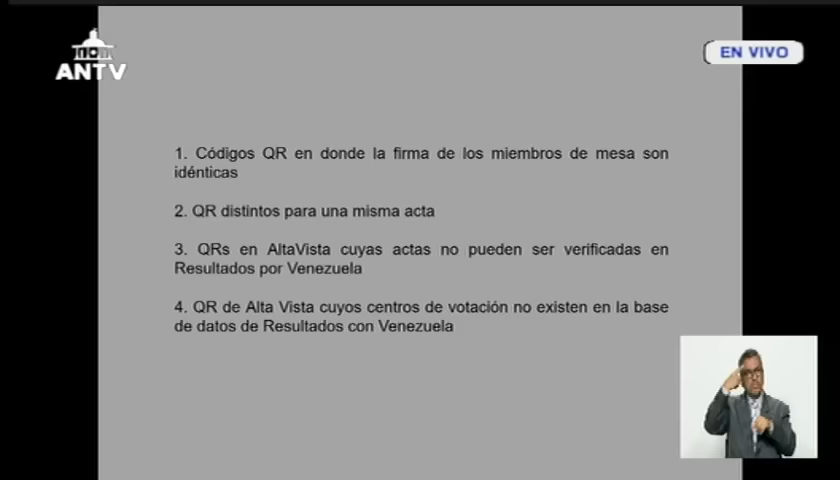 ANTV
EN VIVO
1. Códigos QR en donde la firma de los miembros de mesa son
idénticas
2. QR distintos para una misma acta
3. QRs en AltaVista cuyas actas no pueden ser verificadas en
Resultados por Venezuela
4. QR de Alta Vista cuyos centros de votación no existen en la base
de datos de Resultados con Venezuela